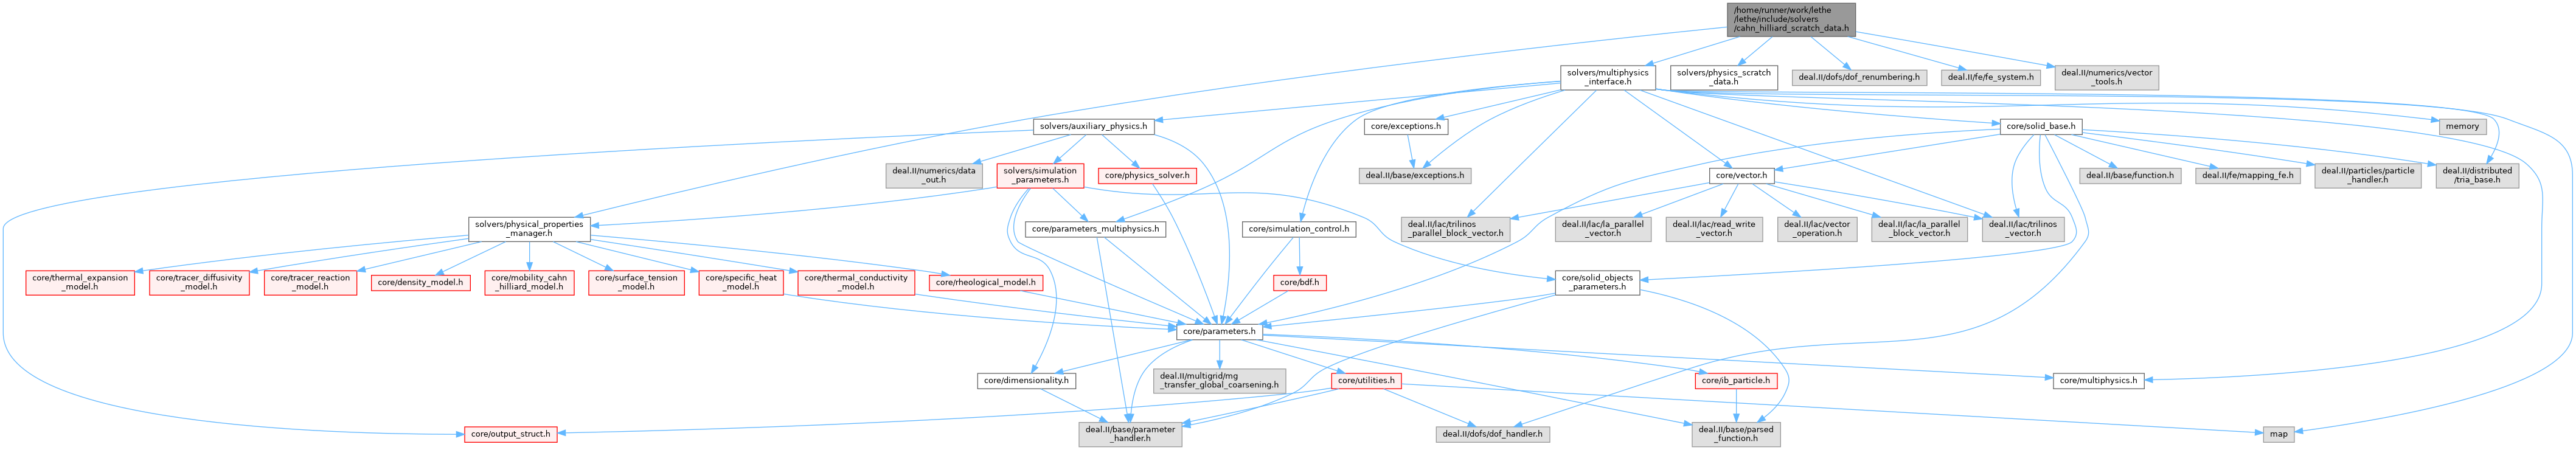 /home/runner/work/lethe
/lethe/include/solvers
/cahn_hilliard_scratch_data.h
solvers/multiphysics
_interface.h
solvers/physics_scratch
_data.h
deal.II/dofs/dof_renumbering.h
deal.II/fe/fe_system.h
deal.II/numerics/vector
_tools.h
solvers/auxiliary_physics.h
core/exceptions.h
core/solid_base.h
memory
deal.II/numerics/data
_out.h
solvers/simulation
_parameters.h
core/physics_solver.h
deal.II/base/exceptions.h
core/vector.h
deal.II/base/function.h
deal.II/fe/mapping_fe.h
deal.II/particles/particle
_handler.h
deal.II/distributed
/tria_base.h
solvers/physical_properties
_manager.h
core/parameters_multiphysics.h
core/simulation_control.h
deal.II/lac/trilinos
_parallel_block_vector.h
deal.II/lac/la_parallel
_vector.h
deal.II/lac/read_write
_vector.h
deal.II/lac/vector
_operation.h
deal.II/lac/la_parallel
_block_vector.h
deal.II/lac/trilinos
_vector.h
core/thermal_expansion
_model.h
core/tracer_diffusivity
_model.h
core/tracer_reaction
_model.h
core/density_model.h
core/mobility_cahn
_hilliard_model.h
core/surface_tension
_model.h
core/specific_heat
_model.h
core/thermal_conductivity
_model.h
core/rheological_model.h
core/bdf.h
core/solid_objects
_parameters.h
core/parameters.h
core/dimensionality.h
deal.II/multigrid/mg
_transfer_global_coarsening.h
core/utilities.h
core/ib_particle.h
core/multiphysics.h
core/output_struct.h
deal.II/base/parameter
_handler.h
deal.II/dofs/dof_handler.h
deal.II/base/parsed
_function.h
map